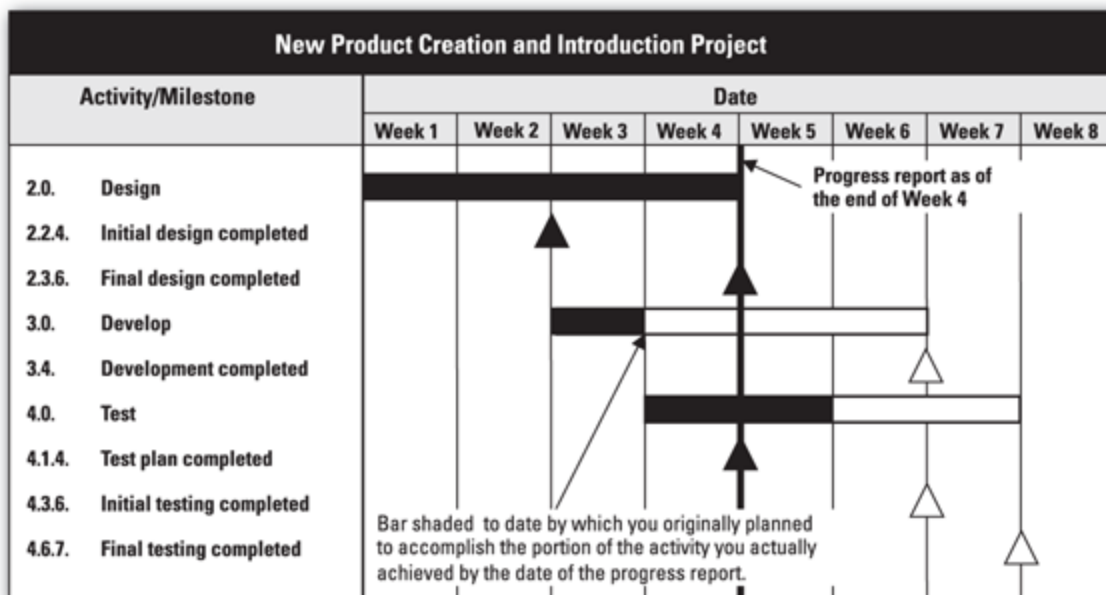 New Product Creation and Introduction Project
Activity/Milestone
Date
Week 1 Week 2 Week 3 Week 4 Week 5 Week 6 Week 7 Week 8
Progress report as of
the end of Week 4
2.0. Design
2.2.4. Initial design completed
2.3.6. Final design completed
3.0. Develop
3.4. Development completed
4.0. Test
4.1.4. Test plan completed
4.3.6. Initial testing completed
4.6.7. Final testing completed
Bar shaded to date by which you originally planned
to accomplish the portion of the activity you actually
achieved by the date of the progress report.